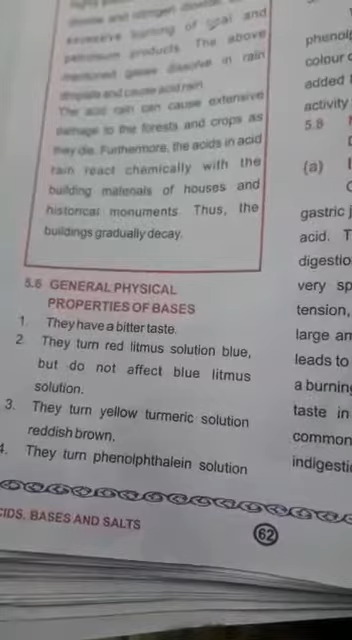 and nitrogen
excessive burning of coal and
petroleum products. The above
mentioned gases dissolve in rain
droplets and cause acid rain.
The acid rain can cause extensive
damage to the forests and crops as
they die. Furthermore, the acids in acid
rain react chemically with the
building materials of houses and
historical monuments. Thus, the
buildings gradually decay.
5.6 GENERAL PHYSICAL
PROPERTIES OF BASES
1. They have a bitter taste.
2. They turn red litmus solution blue,
but do not affect blue litmus
solution.
3. They turn yellow turmeric solution
reddish brown.
4. They turn phenolphthalein solution
CIDS, BASES AND SALTS
62
phenolp
colour
added
activity
5.8
(a)
gastric j
acid. T
digestio
very sp
tension,
large an
leads to
a burning
taste in
common
indigesti